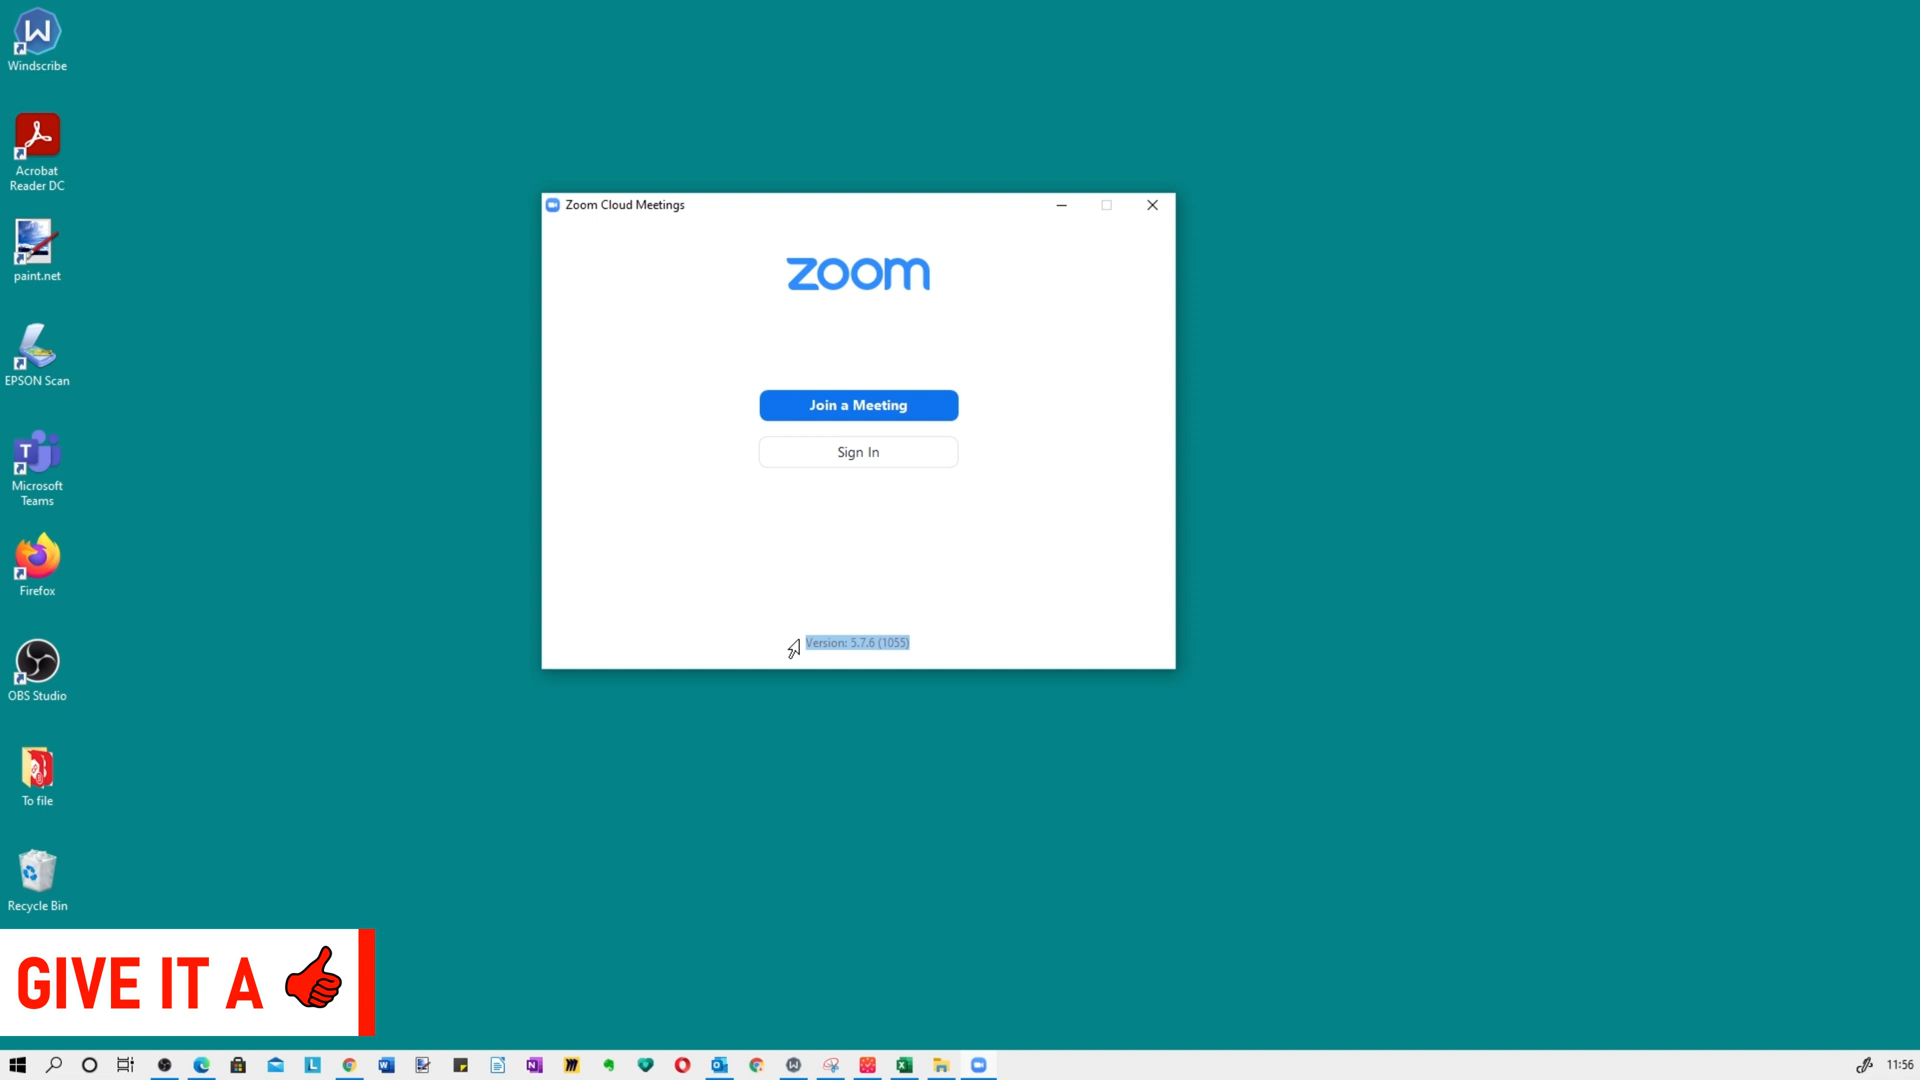 Windscribe
Acrobat
Reader DC
paint.net
EPSON Scan
Microsoft
Teams
Firefox
OBS Studio
To file
Recycle Bin
Zoom Cloud Meetings
zoom
Join a Meeting
Sign In
Version: 5.7.6 (1055)
GIVE IT A
11:56